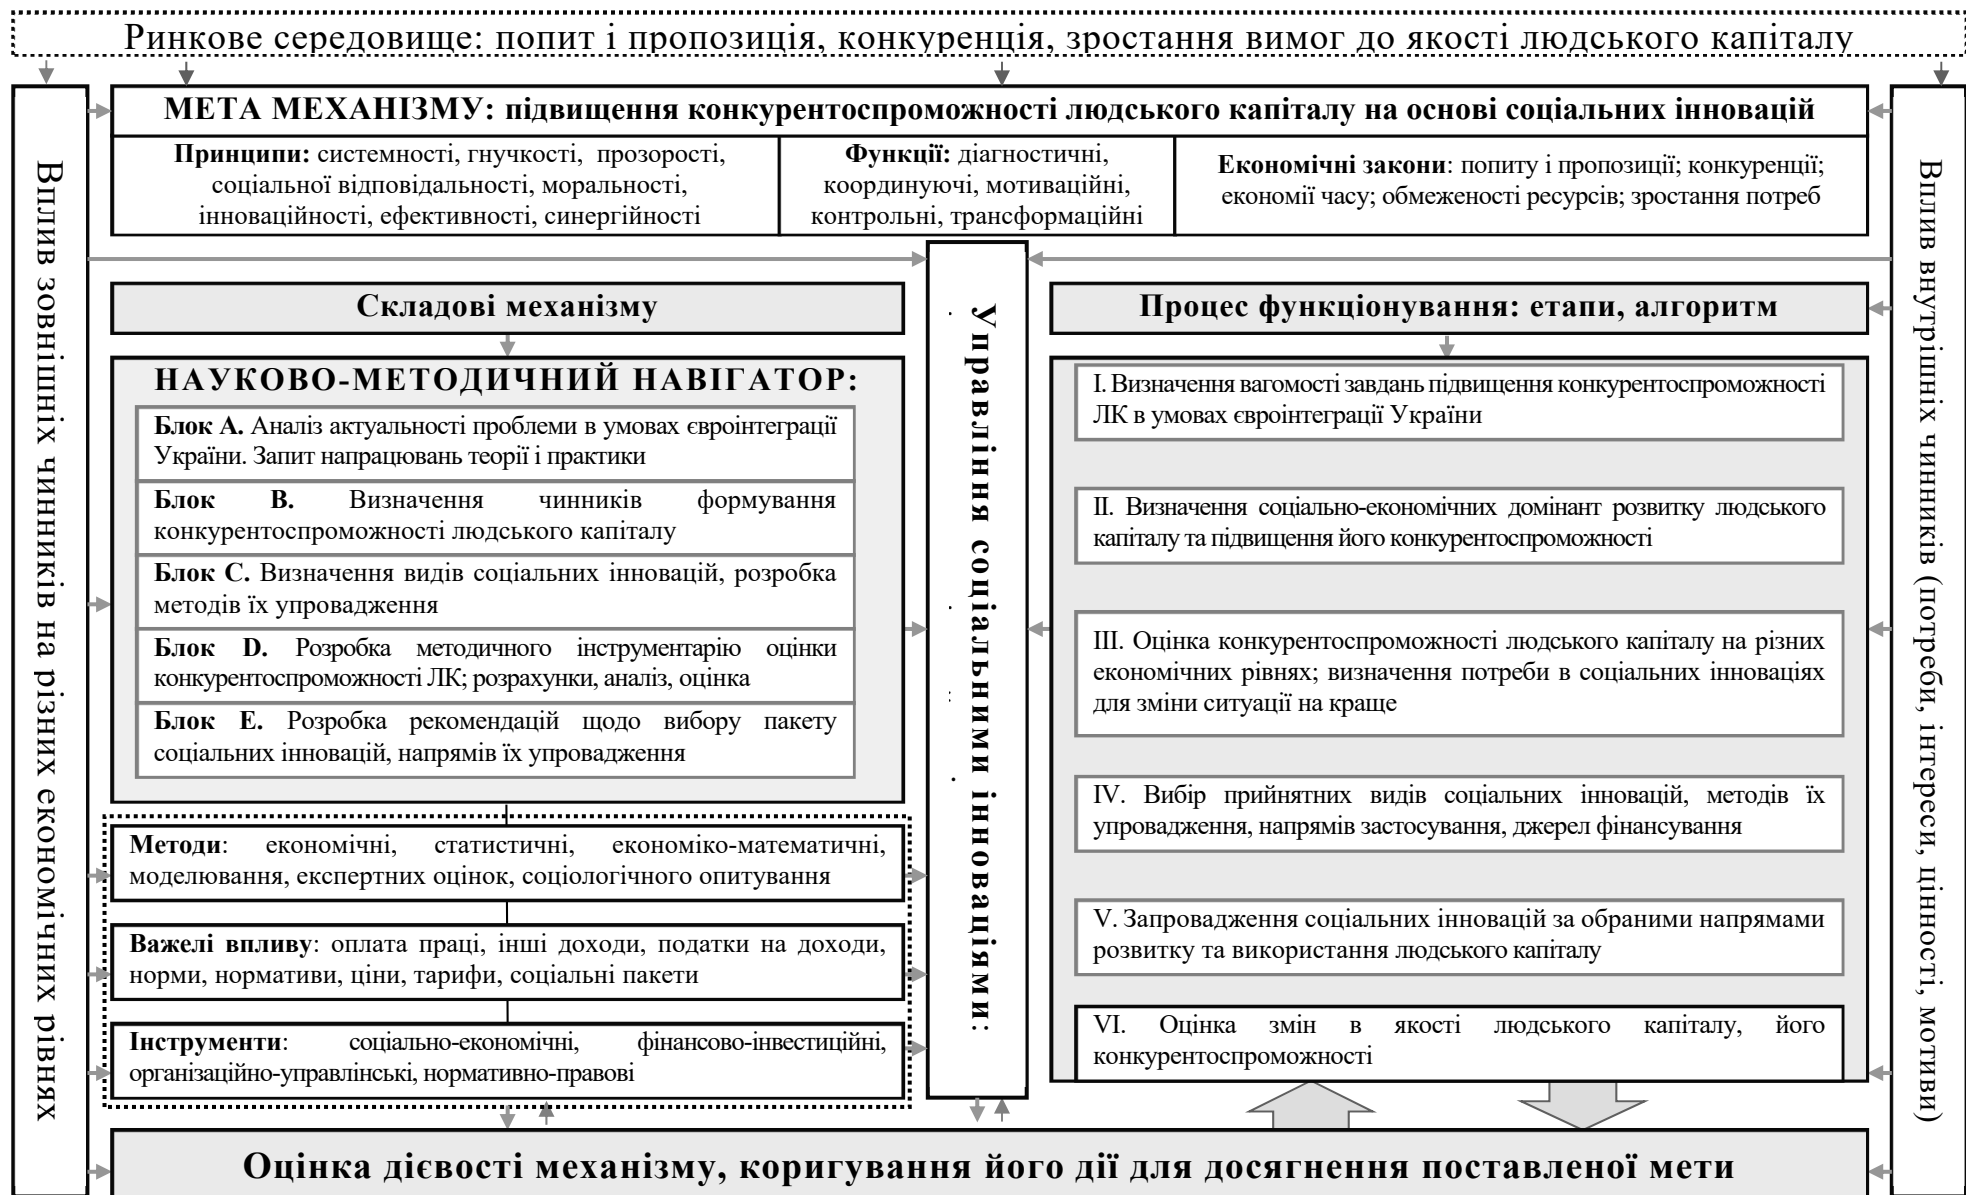 Ринкове середовище: попит і пропозиція, конкуренція, зростання вимог до якості людського капіталу
Вплив зовнішніх чинників на різних економічних рівнях
МЕТА МЕХАНІЗМУ: підвищення конкурентоспроможності людського капіталу на основі соціальних інновацій
Принципи: системності, гнучкості, прозорості,
соціальної відповідальності, моральності,
інноваційності, ефективності, синергійності
Функції: діагностичні,
координуючі, мотиваційні,
контрольні, трансформаційні
Економічні закони: попиту і пропозиції; конкуренції;
економії часу; обмеженості ресурсів; зростання потреб
Складові механізму
НАУКОВО-МЕТОДИЧНИЙ НАВІГАТОР:
Блок А. Аналіз актуальності проблеми в умовах євроінтеграції
України. Запит напрацювань теорії і практики
Блок В. Визначення чинників формування
конкурентоспроможності людського капіталу
Блок С. Визначення видів соціальних інновацій, розробка
методів їх упровадження
Блок D. Розробка методичного інструментарію оцінки
конкурентоспроможності ЛК; розрахунки, аналіз, оцінка
Блок Е. Розробка рекомендацій щодо вибору пакету
соціальних інновацій, напрямів їх упровадження
Методи: економічні, статистичні, економіко-математичні,
моделювання, експертних оцінок, соціологічного опитування
Важелі впливу: оплата праці, інші доходи, податки на доходи,
норми, нормативи, ціни, тарифи, соціальні пакети
Інструменти: соціально-економічні, фінансово-інвестиційні,
організаційно-управлінські, нормативно-правові
Управління соціальними інноваціями:
Процес функціонування: етапи, алгоритм
І. Визначення вагомості завдань підвищення конкурентоспроможності
ЛК в умовах євроінтеграції України
ІІ. Визначення соціально-економічних домінант розвитку людського
капіталу та підвищення його конкурентоспроможності
ІІІ. Оцінка конкурентоспроможності людського капіталу на різних
економічних рівнях; визначення потреби в соціальних інноваціях
для зміни ситуації на краще
IV. Вибір прийнятних видів соціальних інновацій, методів їх
упровадження, напрямів застосування, джерел фінансування
V. Запровадження соціальних інновацій за обраними напрямами
розвитку та використання людського капіталу
VI. Оцінка змін в якості людського капіталу, його
конкурентоспроможності
Вплив внутрішніх чинників (потреби, інтереси, цінності, мотиви)
Оцінка дієвості механізму, коригування його дії для досягнення поставленої мети